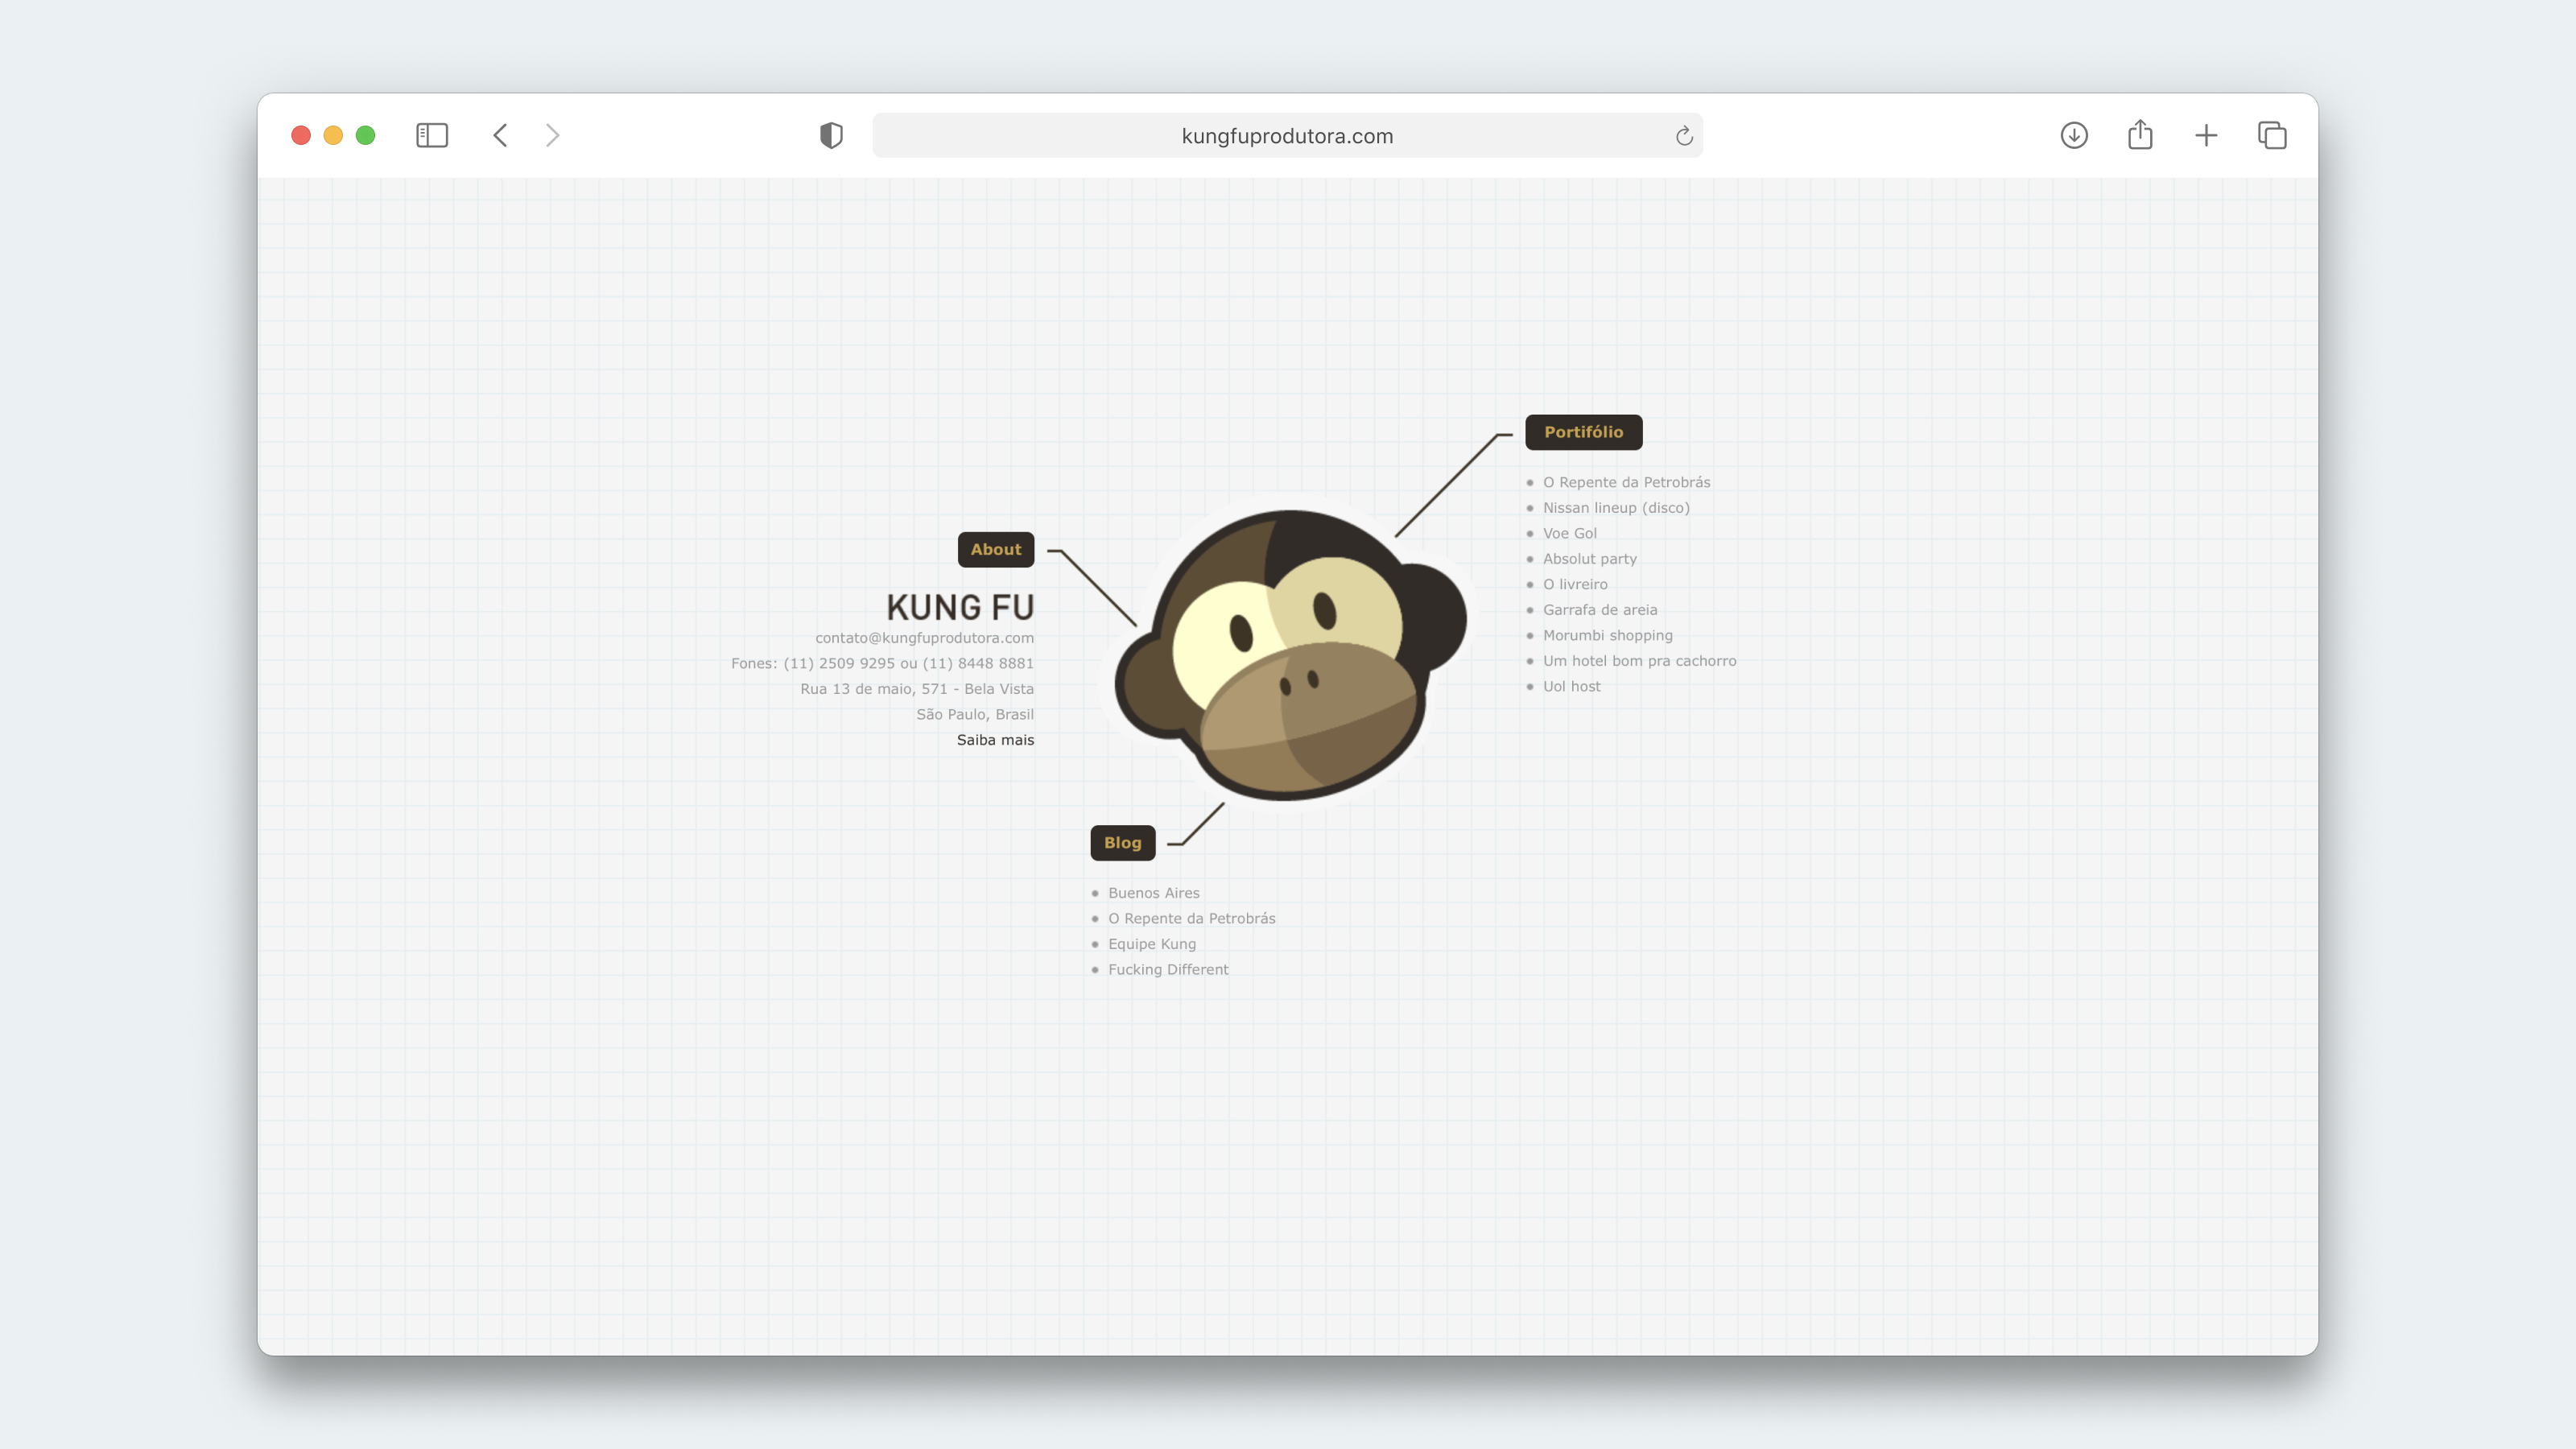 kungfuprodutora.com
Portifólio
O Repente da Petrobrás
Nissan lineup (disco)
Voe Gol
Absolut party
O livreiro
Garrafa de areia
Morumbi shopping
Um hotel bom pra cachorro
Uol host
About
KUNG FU
contato@kungfuprodutora.com
Fones: (11) 2509 9295 ou (11) 8448 8881
Rua 13 de maio, 571 - Bela Vista
São Paulo, Brasil
Saiba mais
Blog
Buenos Aires
O Repente da Petrobrás
Equipe Kung
Fucking Different